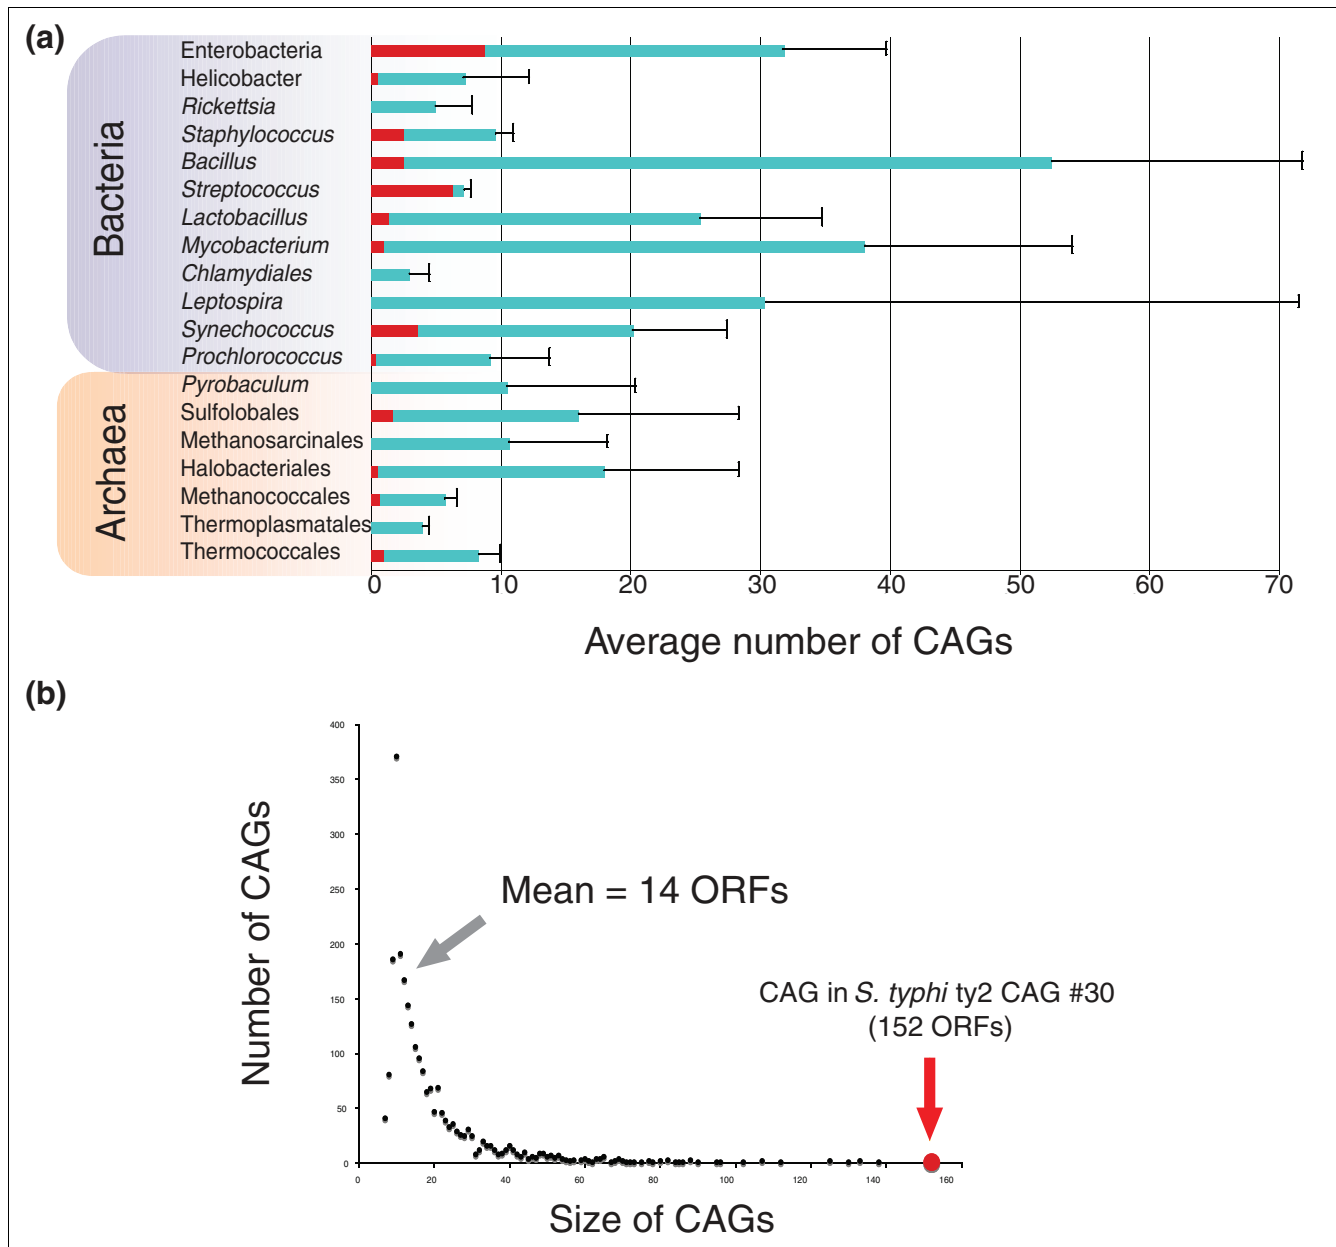 (a)
Bacteria
Enterobacteria
Helicobacter
Rickettsia
Staphylococcus
Bacillus
Streptococcus
Lactobacillus
Mycobacterium
Chlamydiales
Leptospira
Synechococcus
Prochlorococcus
Archaea
Pyrobaculum
Sulfolobales
Methanosarcinales
Halobacteriales
Methanococcales
Thermoplasmatales
Thermococcales
0 10 20 30 40 50 60 70
Average number of CAGs
(b)
Number of CAGs
400
350
300
250
200
150
100
50
0
Mean = 14 ORFs
CAG in S. typhi ty2 CAG #30
(152 ORFs)
0 20 40 60 80 100 120 140 160
Size of CAGs